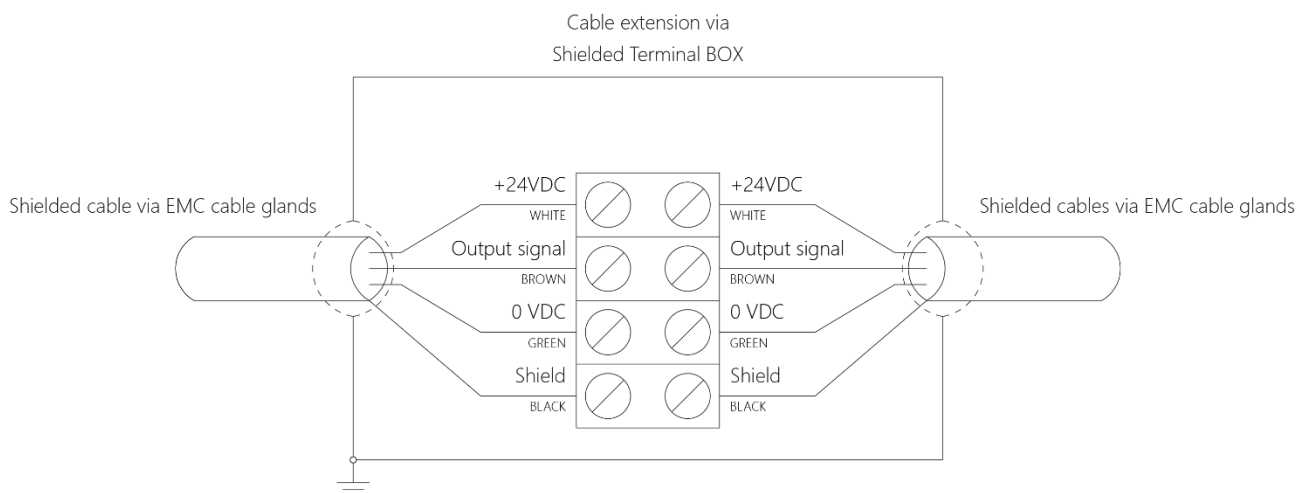 Cable extension via
Shielded Terminal BOX
Shielded cable via EMC cable glands
Shielded cables via EMC cable glands
+24VDC
WHITE
+24VDC
WHITE
Output signal
BROWN
Output signal
BROWN
0 VDC
GREEN
0 VDC
GREEN
Shield
BLACK
Shield
BLACK